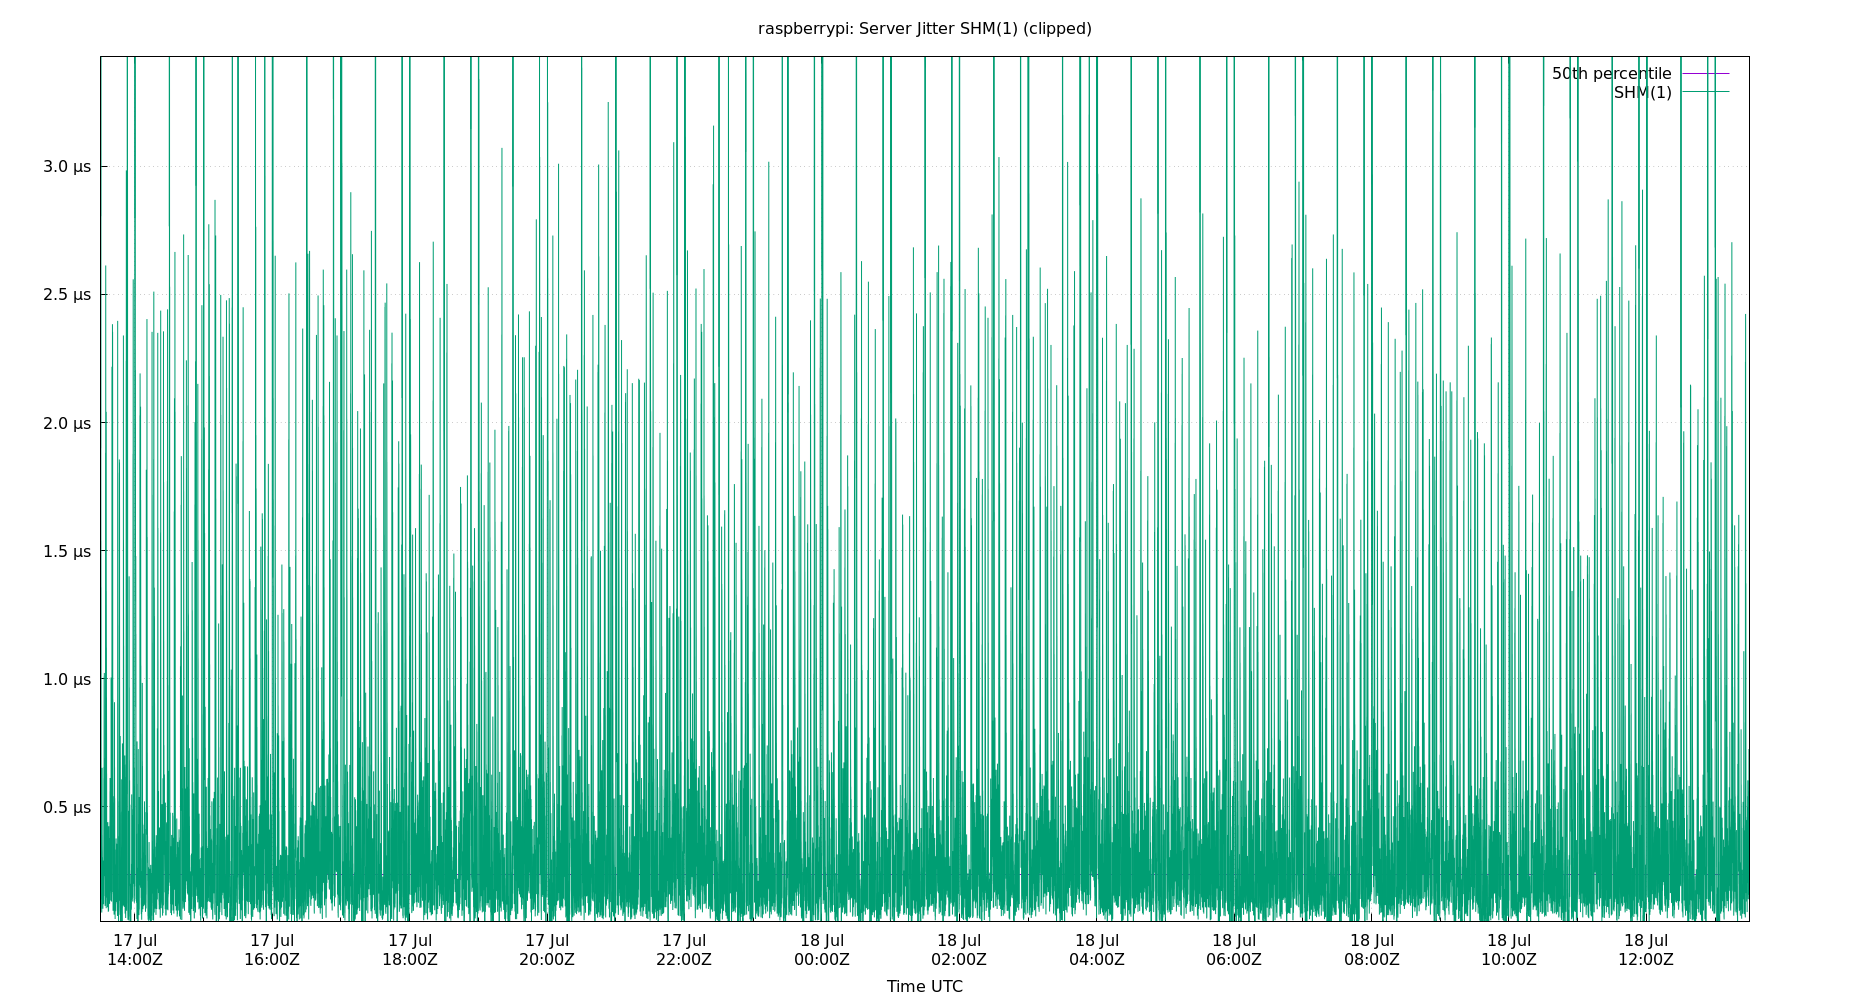 raspberrypi: Server Jitter SHM(1) (clipped)
50th percentile
SHM(1)
3.0 µs
2.5 µs
2.0 µs
1.5 µs
1.0 µs
0.5 µs
17 Jul 17 Jul 17 Jul 17 Jul 17 Jul 18 Jul 18 Jul 18 Jul 18 Jul 18 Jul 18 Jul 18 Jul
14:00Z 16:00Z 18:00Z 20:00Z 22:00Z 00:00Z 02:00Z 04:00Z 06:00Z 08:00Z 10:00Z 12:00Z
Time UTC